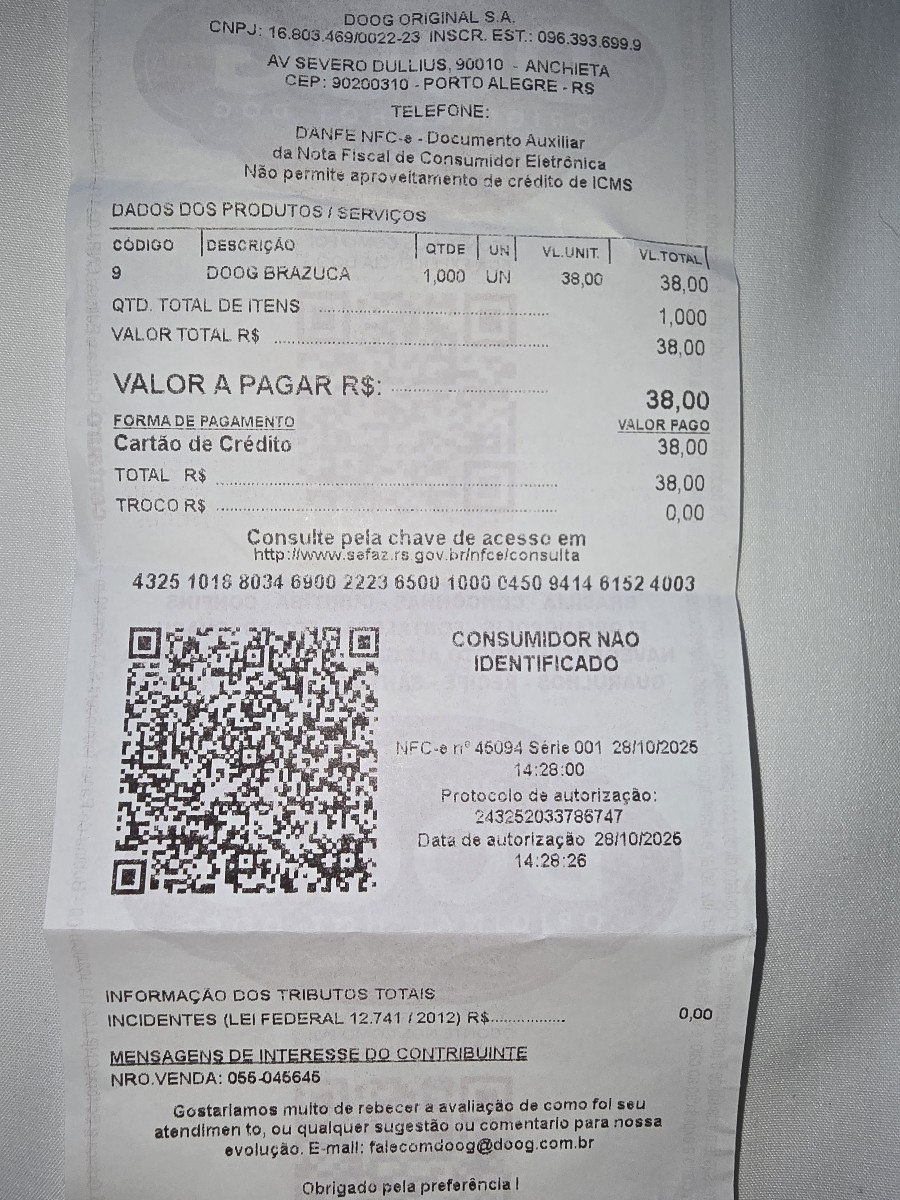 DOOG ORIGINAL S.A.
CNPJ: 16.803.469/0022-23 INSCR. EST.: 096.393.699.9
AV SEVERO DULLIUS, 90010 - ANCHIETA
CEP: 90200310 - PORTO ALEGRE - RS
TELEFONE:
DANFE NFC-e - Documento Auxiliar
da Nota Fiscal de Consumidor Eletrônica
Não permite aproveitamento de crédito de ICMS
DADOS DOS PRODUTOS / SERVIÇOS
CÓDIGO DESCRIÇÃO QTDE UN VL.UNIT. VL.TOTAL
9 DOOG BRAZUCA 1,000 UN 38,00 38,00
QTD. TOTAL DE ITENS 1,000
VALOR TOTAL R$ 38,00
VALOR A PAGAR R$: 38,00
FORMA DE PAGAMENTO VALOR PAGO
Cartão de Crédito 38,00
TOTAL R$ 38,00
TROCO R$ 0,00
Consulte pela chave de acesso em
http://www.sefaz.rs.gov.br/nfce/consulta
4325 1016 8034 6900 2223 6500 1000 0450 9414 6152 4003
CONSUMIDOR NAO
IDENTIFICADO
NFC-e nº 45094 Série 001 28/10/2025
14:28:00
Protocolo de autorização:
243252033786747
Data de autorização 28/10/2025
14:28:26
INFORMAÇÃO DOS TRIBUTOS TOTAIS
INCIDENTES (LEI FEDERAL 12.741 / 2012) R$ 0,00
MENSAGENS DE INTERESSE DO CONTRIBUINTE
NRO.VENDA: 055-045645
Gostariamos muito de rebecer a avaliação de como foi seu
atendimen to, ou qualquer sugestão ou comentario para nossa
evolução. E-mail: falecomdoog@doog.com.br
Obrigado pela preferência !